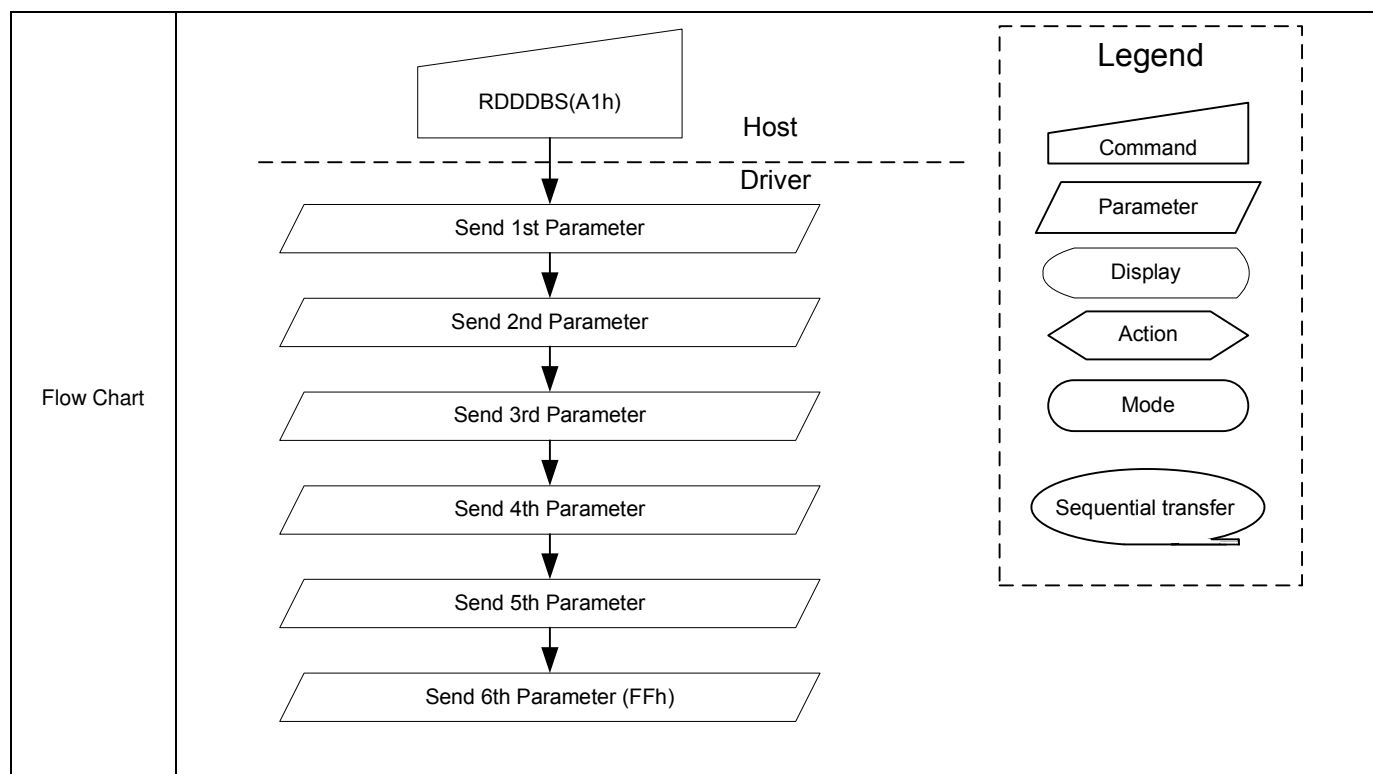 Flow Chart
RDDDBS(A1h)
Host
Driver
Send 1st Parameter
Send 2nd Parameter
Send 3rd Parameter
Send 4th Parameter
Send 5th Parameter
Send 6th Parameter (FFh)
Legend
Command
Parameter
Display
Action
Mode
Sequential transfer